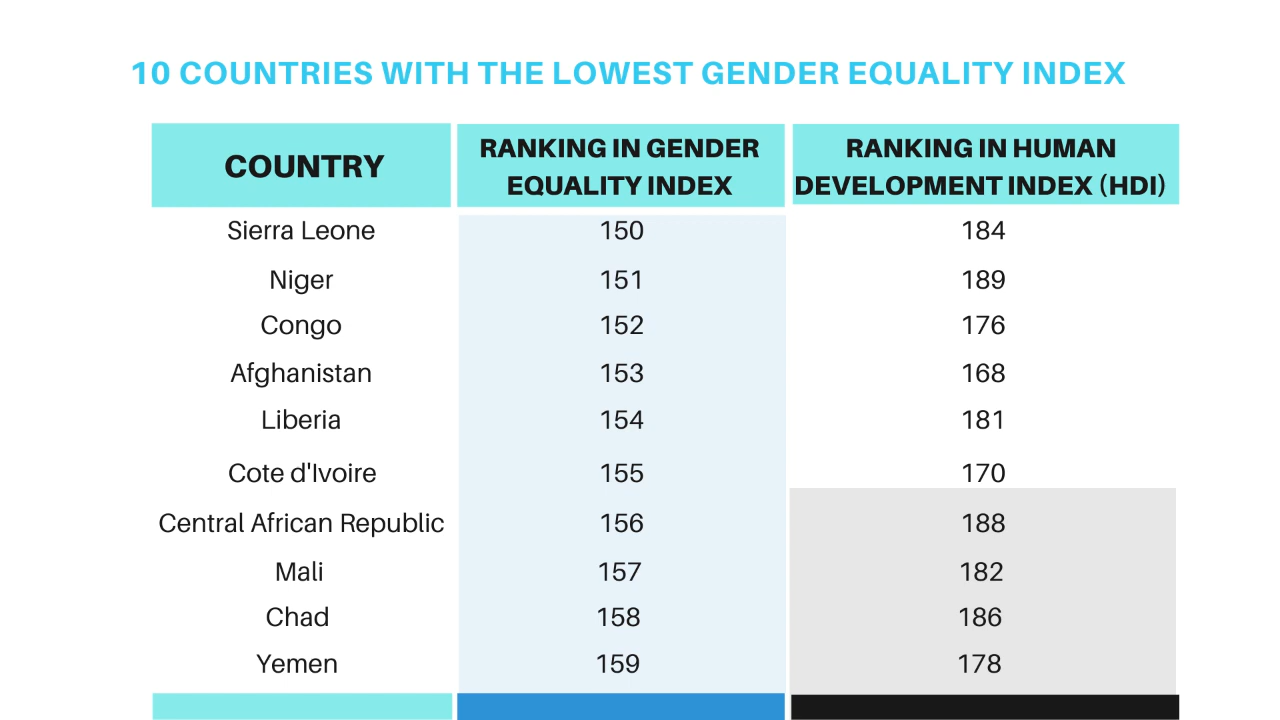 10 COUNTRIES WITH THE LOWEST GENDER EQUALITY INDEX
COUNTRY
RANKING IN GENDER
EQUALITY INDEX
RANKING IN HUMAN
DEVELOPMENT INDEX (HDI)
Sierra Leone 150 184
Niger 151 189
Congo 152 176
Afghanistan 153 168
Liberia 154 181
Cote d'Ivoire 155 170
Central African Republic 156 188
Mali 157 182
Chad 158 186
Yemen 159 178